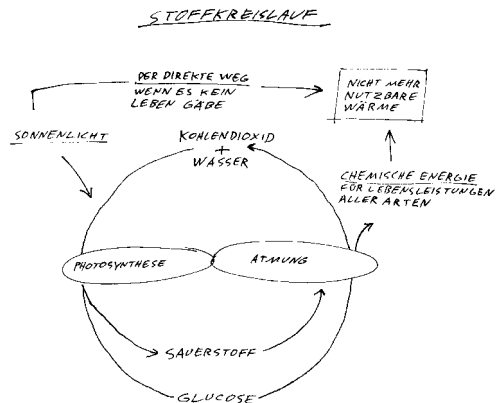 STOFFKREISLAUF
DER DIREKTE WEG
WENN ES KEIN
LEBEN GÄBE
NICHT MEHR
NUTZBARE
WÄRME
SONNENLICHT
KOHLENDIOXID
+
WASSER
CHEMISCHE ENERGIE
FÜR LEBENSLEISTUNGEN
ALLER ARTEN
PHOTOSYNTHESE
ATMUNG
SAUERSTOFF
GLUCOSE